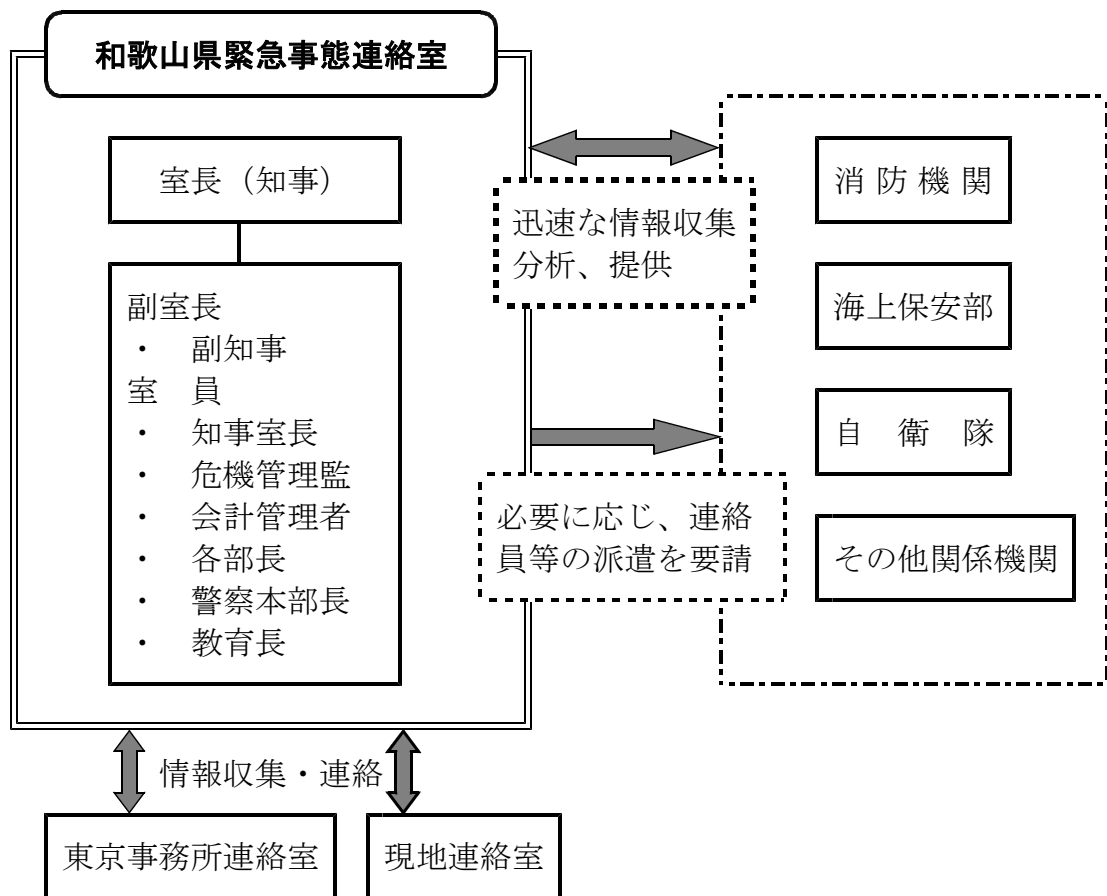 和歌山県緊急事態連絡室
室長（知事）
副室長
・　副知事
室　員
・　知事室長
・　危機管理監
・　会計管理者
・　各部長
・　警察本部長
・　教育長
迅速な情報収集
分析、提供
必要に応じ、連絡
員等の派遣を要請
消 防 機 関
海上保安部
自　衛　隊
その他関係機関
情報収集・連絡
東京事務所連絡室
現地連絡室